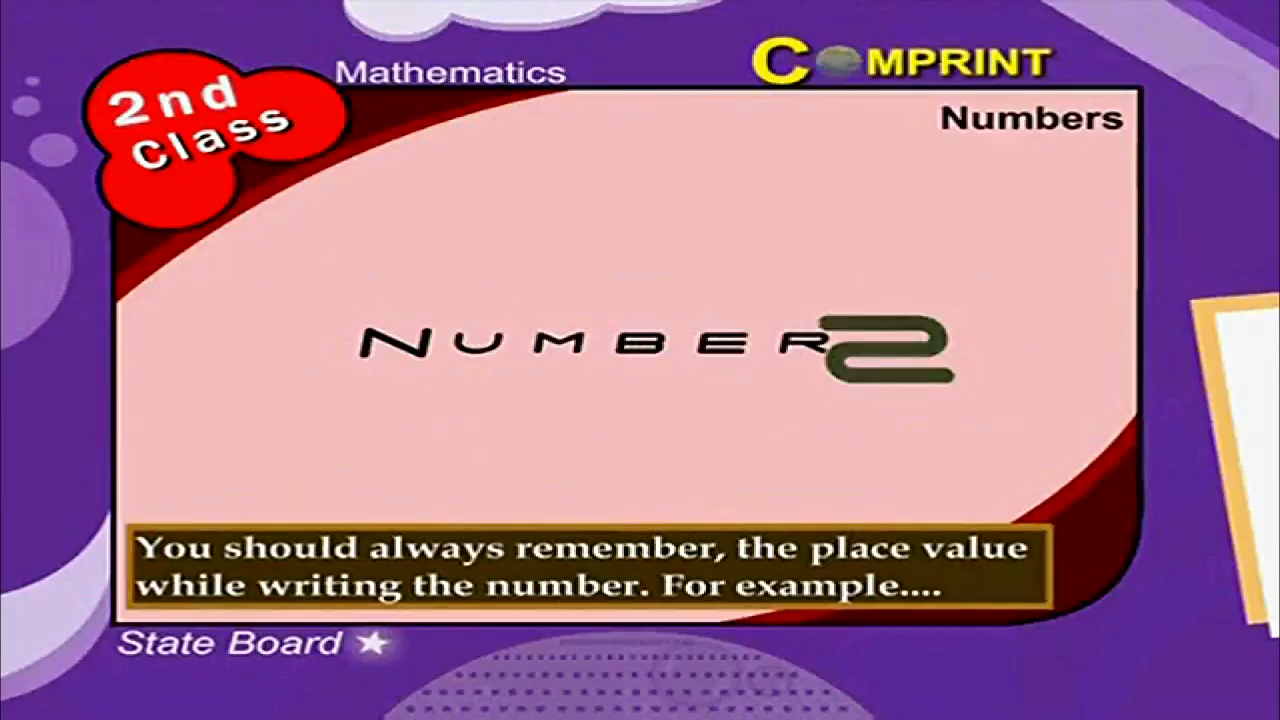 Mathematics
COMPRINT
2nd
Class
Numbers
Number2
You should always remember, the place value
while writing the number. For example....
State Board